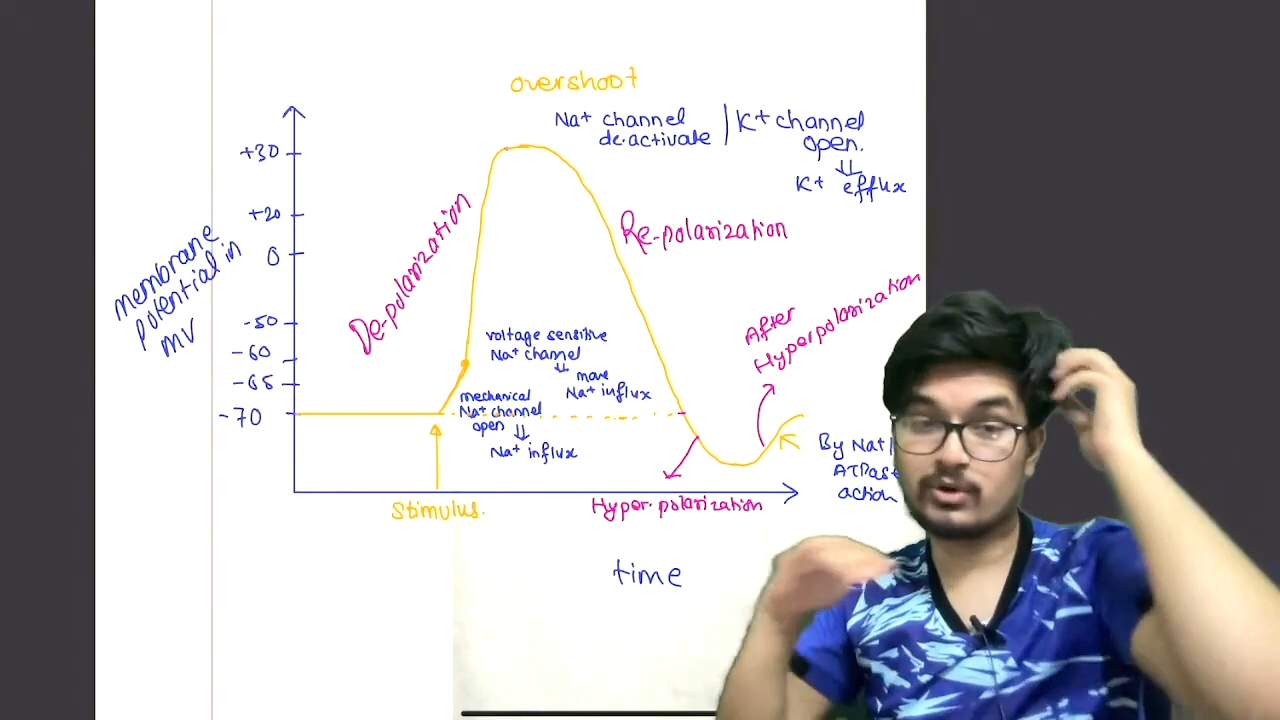 overshoot
Na+ channel
de.activate
K+ channel
open.
K+ efflux
+30
+20
0
-50
-60
-65
-70
membrane
potential in
mV
De-polarization
Re-polarization
voltage sensitive
Na+ channel
more
Na+ influx
mechanical
Na+ channel
open
Na+ influx
After
Hyperpolarization
By Na+
ATPase
action
Stimulus.
Hyper.polarization
time